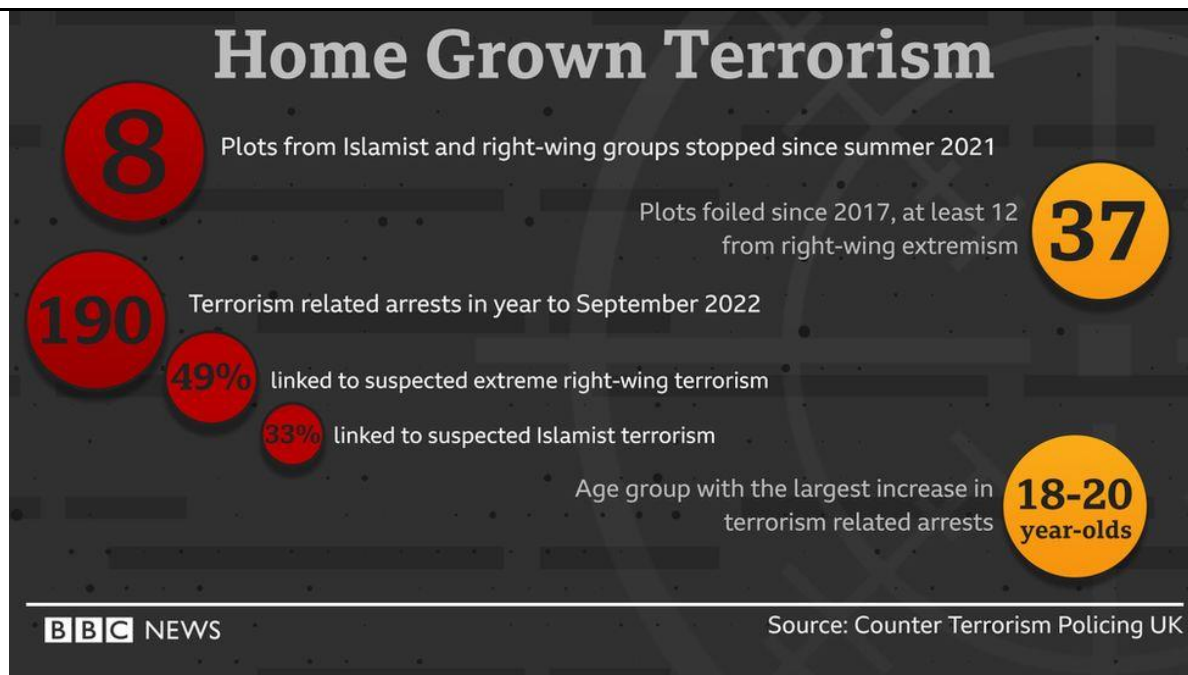 Home Grown Terrorism
8
Plots from Islamist and right-wing groups stopped since summer 2021
Plots foiled since 2017, at least 12
from right-wing extremism
37
190
Terrorism related arrests in year to September 2022
49%
linked to suspected extreme right-wing terrorism
33%
linked to suspected Islamist terrorism
Age group with the largest increase in
terrorism related arrests
18-20
year-olds
BBC NEWS
Source: Counter Terrorism Policing UK